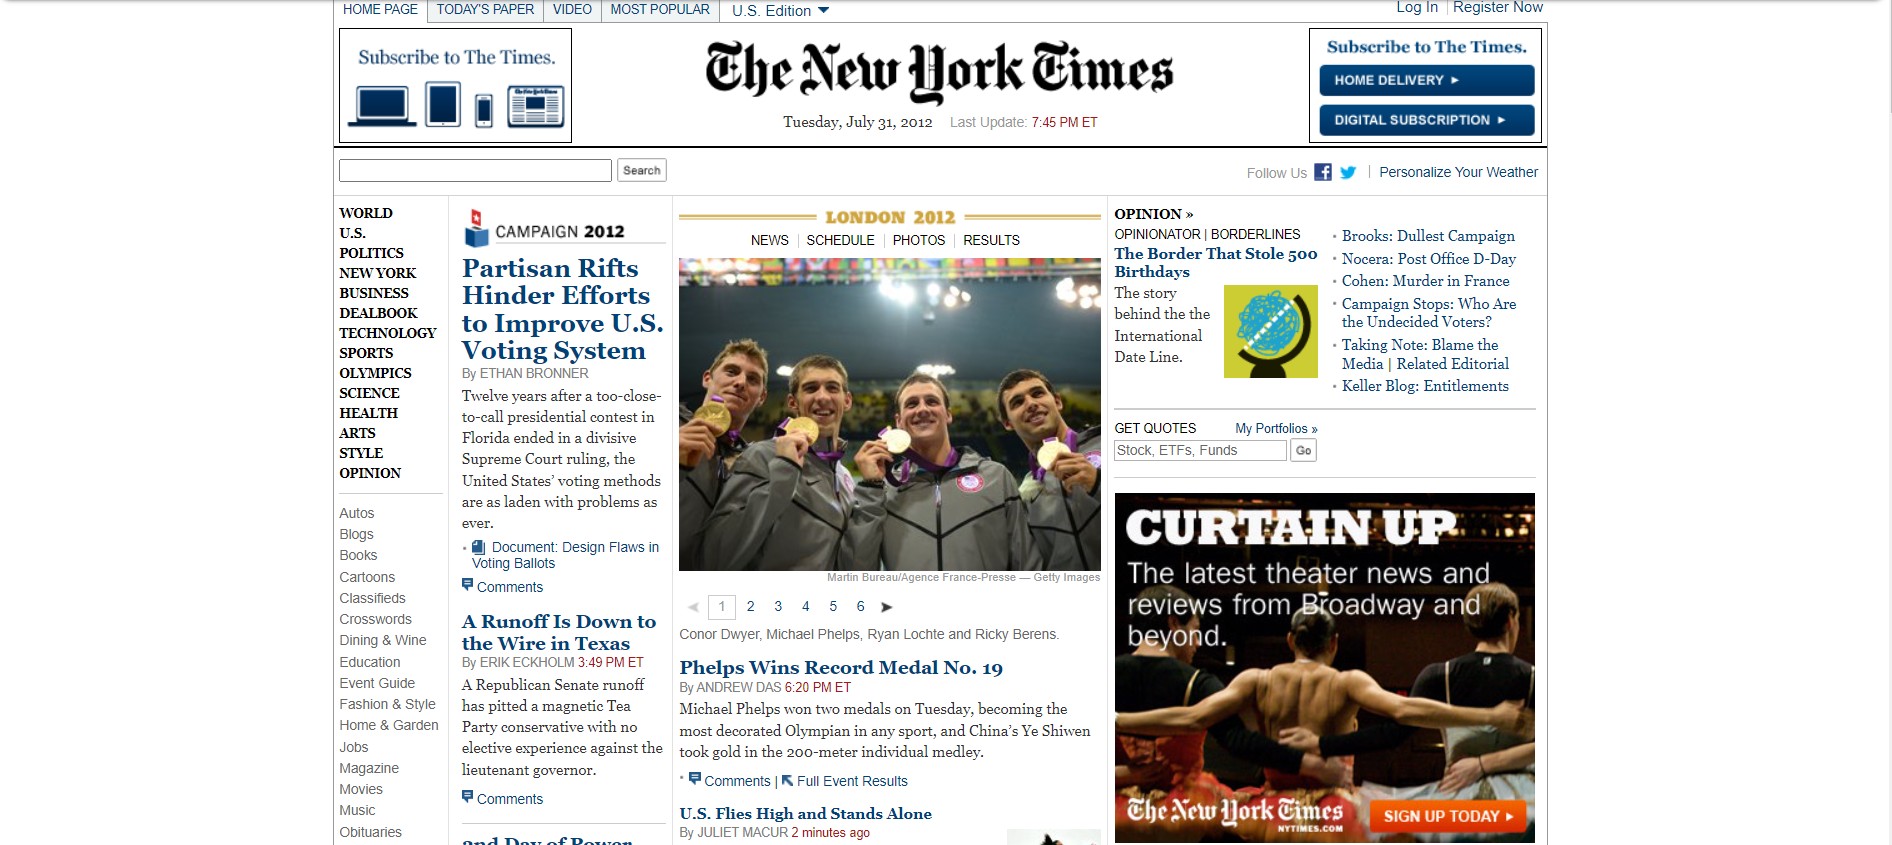 HOME PAGE
TODAY'S PAPER
VIDEO
MOST POPULAR
U.S. Edition
Log In
Register Now
Subscribe to The Times.
The New York Times
Tuesday, July 31, 2012
Last Update: 7:45 PM ET
Subscribe to The Times.
HOME DELIVERY
DIGITAL SUBSCRIPTION
Search
Follow Us
Personalize Your Weather
WORLD
U.S.
POLITICS
NEW YORK
BUSINESS
DEALBOOK
TECHNOLOGY
SPORTS
OLYMPICS
SCIENCE
HEALTH
ARTS
STYLE
OPINION
Autos
Blogs
Books
Cartoons
Classifieds
Crosswords
Dining & Wine
Education
Event Guide
Fashion & Style
Home & Garden
Jobs
Magazine
Movies
Music
Obituaries
CAMPAIGN 2012
Partisan Rifts
Hinder Efforts
to Improve U.S.
Voting System
By ETHAN BRONNER
Twelve years after a too-close-
to-call presidential contest in
Florida ended in a divisive
Supreme Court ruling, the
United States' voting methods
are as laden with problems as
ever.
Document: Design Flaws in
Voting Ballots
Comments
A Runoff Is Down to
the Wire in Texas
By ERIK ECKHOLM 3:49 PM ET
A Republican Senate runoff
has pitted a magnetic Tea
Party conservative with no
elective experience against the
lieutenant governor.
Comments
2nd Day of Power
LONDON 2012
NEWS
SCHEDULE
PHOTOS
RESULTS
Martin Bureau/Agence France-Presse — Getty Images
1 2 3 4 5 6
Conor Dwyer, Michael Phelps, Ryan Lochte and Ricky Berens.
Phelps Wins Record Medal No. 19
By ANDREW DAS 6:20 PM ET
Michael Phelps won two medals on Tuesday, becoming the
most decorated Olympian in any sport, and China's Ye Shiwen
took gold in the 200-meter individual medley.
Comments | Full Event Results
U.S. Flies High and Stands Alone
By JULIET MACUR 2 minutes ago
OPINION »
OPINIONATOR | BORDERLINES
The Border That Stole 500
Birthdays
The story
behind the the
International
Date Line.
Brooks: Dullest Campaign
Nocera: Post Office D-Day
Cohen: Murder in France
Campaign Stops: Who Are
the Undecided Voters?
Taking Note: Blame the
Media | Related Editorial
Keller Blog: Entitlements
GET QUOTES
My Portfolios »
Stock, ETFs, Funds
Go
CURTAIN UP
The latest theater news and
reviews from Broadway and
beyond.
The New York Times
NYTIMES.COM
SIGN UP TODAY